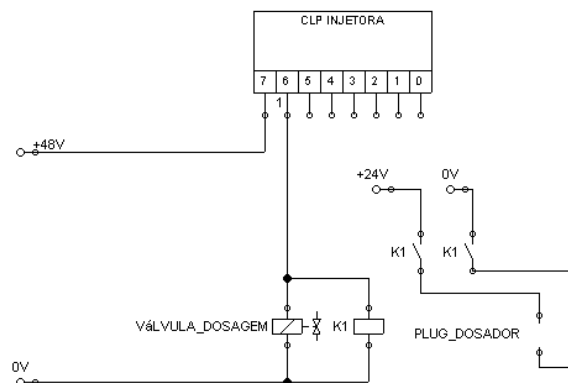 CLP INJETORA
7 6 5 4 3 2 1 0
1
+48V
+24V 0V
K1 K1
VáLVULA_DOSAGEM K1 PLUG_DOSADOR
0V